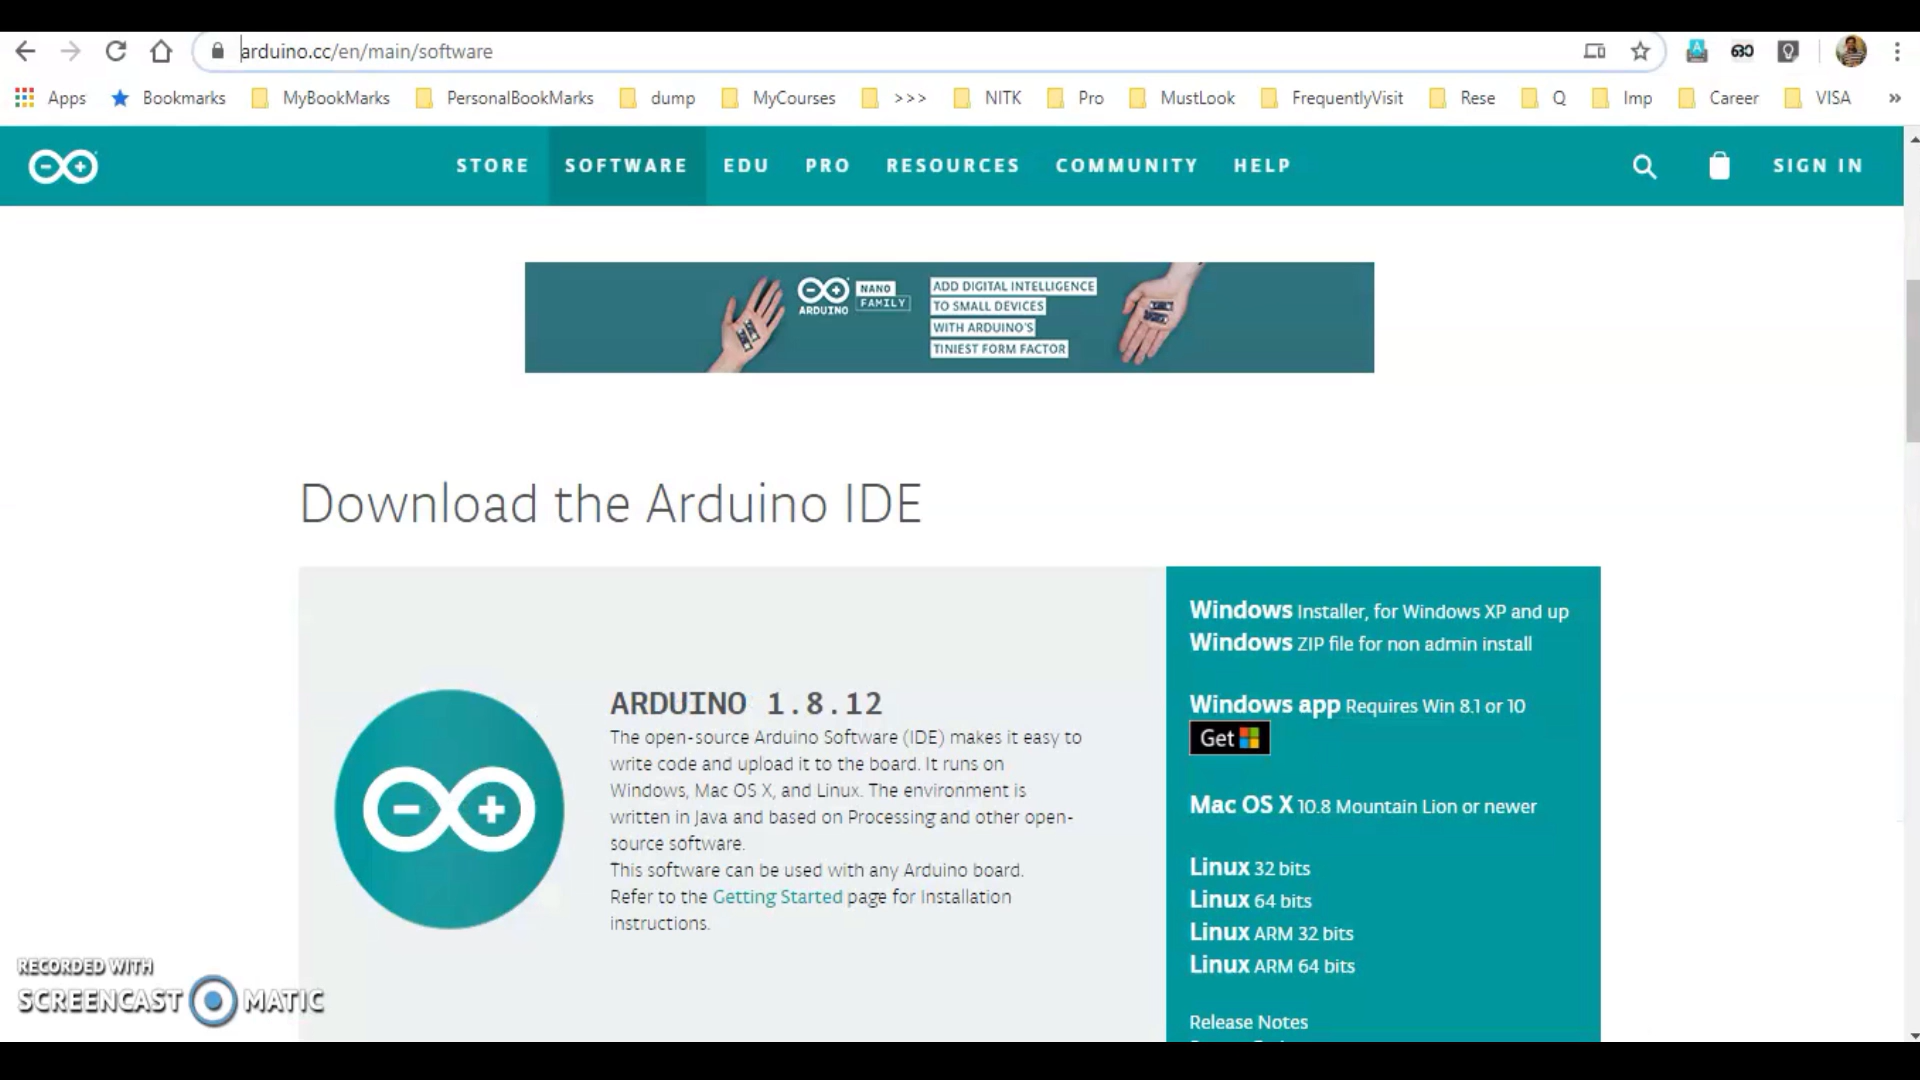 arduino.cc/en/main/software
Apps Bookmarks MyBookMarks PersonalBookMarks dump MyCourses >>> NITK Pro MustLook FrequentlyVisit Rese Q Imp Career VISA »
STORE SOFTWARE EDU PRO RESOURCES COMMUNITY HELP SIGN IN
ARDUINO
NANO
FAMILY
ADD DIGITAL INTELLIGENCE
TO SMALL DEVICES
WITH ARDUINO'S
TINIEST FORM FACTOR
Download the Arduino IDE
ARDUINO 1.8.12
The open-source Arduino Software (IDE) makes it easy to
write code and upload it to the board. It runs on
Windows, Mac OS X, and Linux. The environment is
written in Java and based on Processing and other open-
source software.
This software can be used with any Arduino board.
Refer to the Getting Started page for Installation
instructions.
Windows Installer, for Windows XP and up
Windows ZIP file for non admin install
Windows app Requires Win 8.1 or 10
Get
Mac OS X 10.8 Mountain Lion or newer
Linux 32 bits
Linux 64 bits
Linux ARM 32 bits
Linux ARM 64 bits
Release Notes
RECORDED WITH
SCREENCAST MATIC